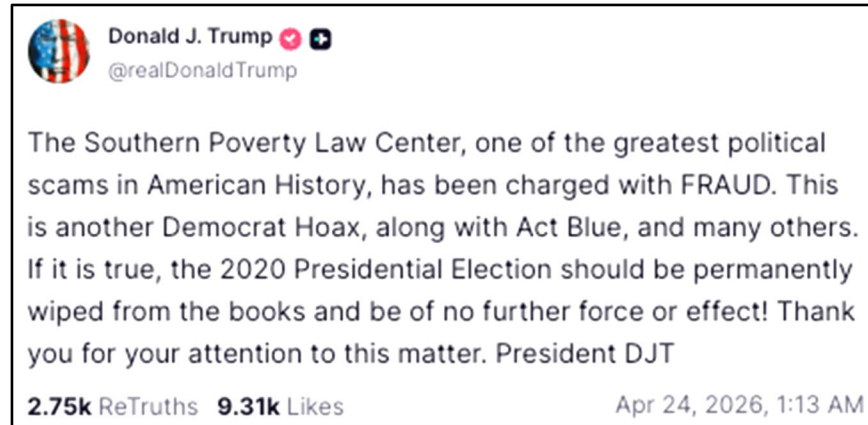 Donald J. Trump
@realDonaldTrump
The Southern Poverty Law Center, one of the greatest political
scams in American History, has been charged with FRAUD. This
is another Democrat Hoax, along with Act Blue, and many others.
If it is true, the 2020 Presidential Election should be permanently
wiped from the books and be of no further force or effect! Thank
you for your attention to this matter. President DJT
2.75k ReTruths 9.31k Likes Apr 24, 2026, 1:13 AM